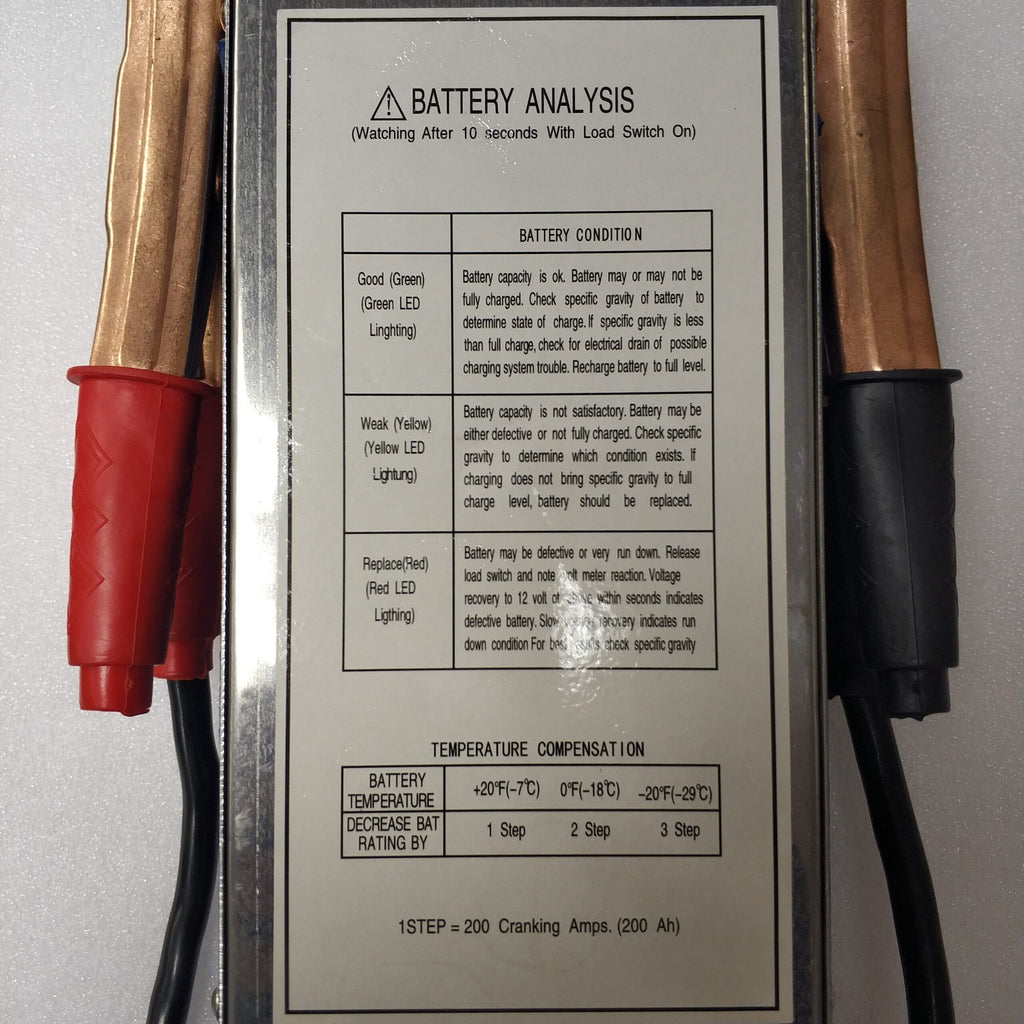 BATTERY ANALYSIS
(Watching After 10 seconds With Load Switch On)
BATTERY CONDITION
Good (Green)
(Green LED
Linghting)
Battery capacity is ok. Battery may or may not be
fully charged. Check specific gravity of battery to
determine state of charge. If specific gravity is less
than full charge, check for electrical drain of possible
charging system trouble. Recharge battery to full level.
Weak (Yellow)
(Yellow LED
Lightung)
Battery capacity is not satisfactory. Battery may be
either defective or not fully charged. Check specific
gravity to determine which condition exists. If
charging does not bring specific gravity to full
charge level, battery should be replaced.
Replace(Red)
(Red LED
Ligthing)
Battery may be defective or very run down. Release
load switch and note volt meter reaction. Voltage
recovery to 12 volt of within seconds indicates
defective battery. Slow recovery indicates run
down condition For best check specific gravity
TEMPERATURE COMPENSATION
BATTERY
TEMPERATURE
+20°F(-7℃) 0°F(-18℃) -20°F(-29℃)
DECREASE BAT
RATING BY
1 Step 2 Step 3 Step
1STEP = 200 Cranking Amps. (200 Ah)